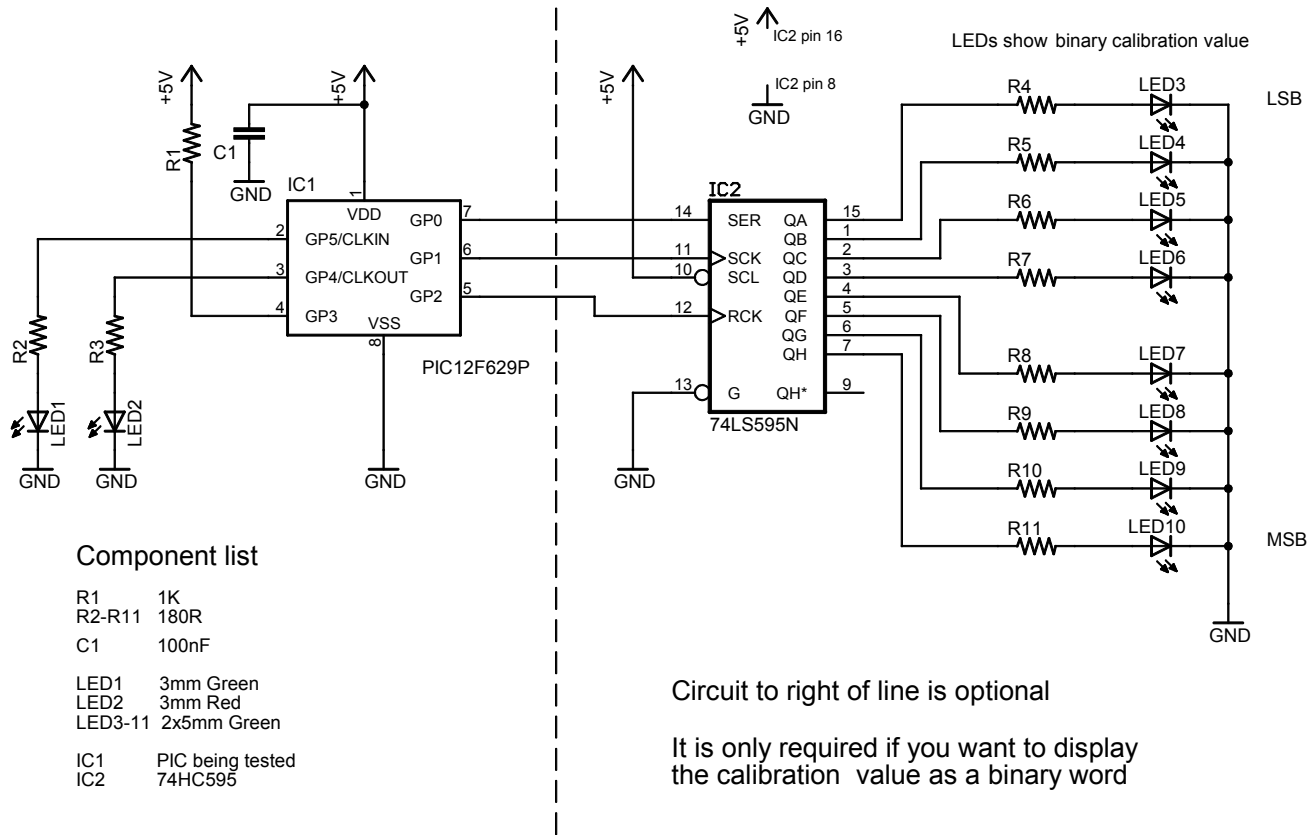 +5V
+5V
+5V
+5V
IC2 pin 16
IC2 pin 8
GND
LEDs show binary calibration value
R1
C1
GND
IC1
1
VDD
2
GP5/CLKIN
3
GP4/CLKOUT
4
GP3
VSS
8
GP0
7
GP1
6
GP2
5
PIC12F629P
R2
R3
LED1
LED2
GND
GND
GND
IC2
14
SER
11
SCK
10
SCL
12
RCK
13
G
QA
15
QB
1
QC
2
QD
3
QE
4
QF
5
QG
6
QH
7
QH*
9
74LS595N
GND
R4
LED3
LSB
R5
LED4
R6
LED5
R7
LED6
R8
LED7
R9
LED8
R10
LED9
R11
LED10
MSB
GND
Component list
R1 1K
R2-R11 180R
C1 100nF
LED1 3mm Green
LED2 3mm Red
LED3-11 2x5mm Green
IC1 PIC being tested
IC2 74HC595
Circuit to right of line is optional
It is only required if you want to display
the calibration value as a binary word